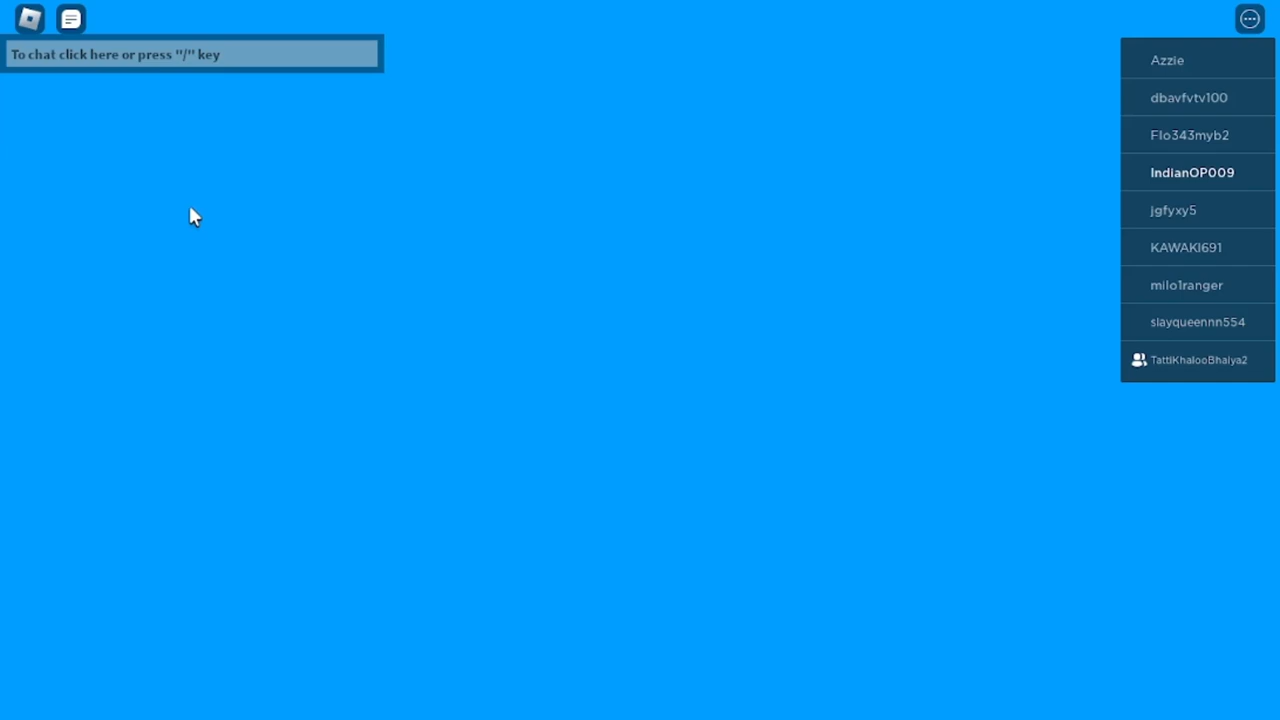 To chat click here or press "/" key
Azzie
dbavfvtv100
Flo343myb2
IndianOP009
jgfyxy5
KAWAKI691
milo1ranger
slayqueennn554
TattiKhalooBhaiya2